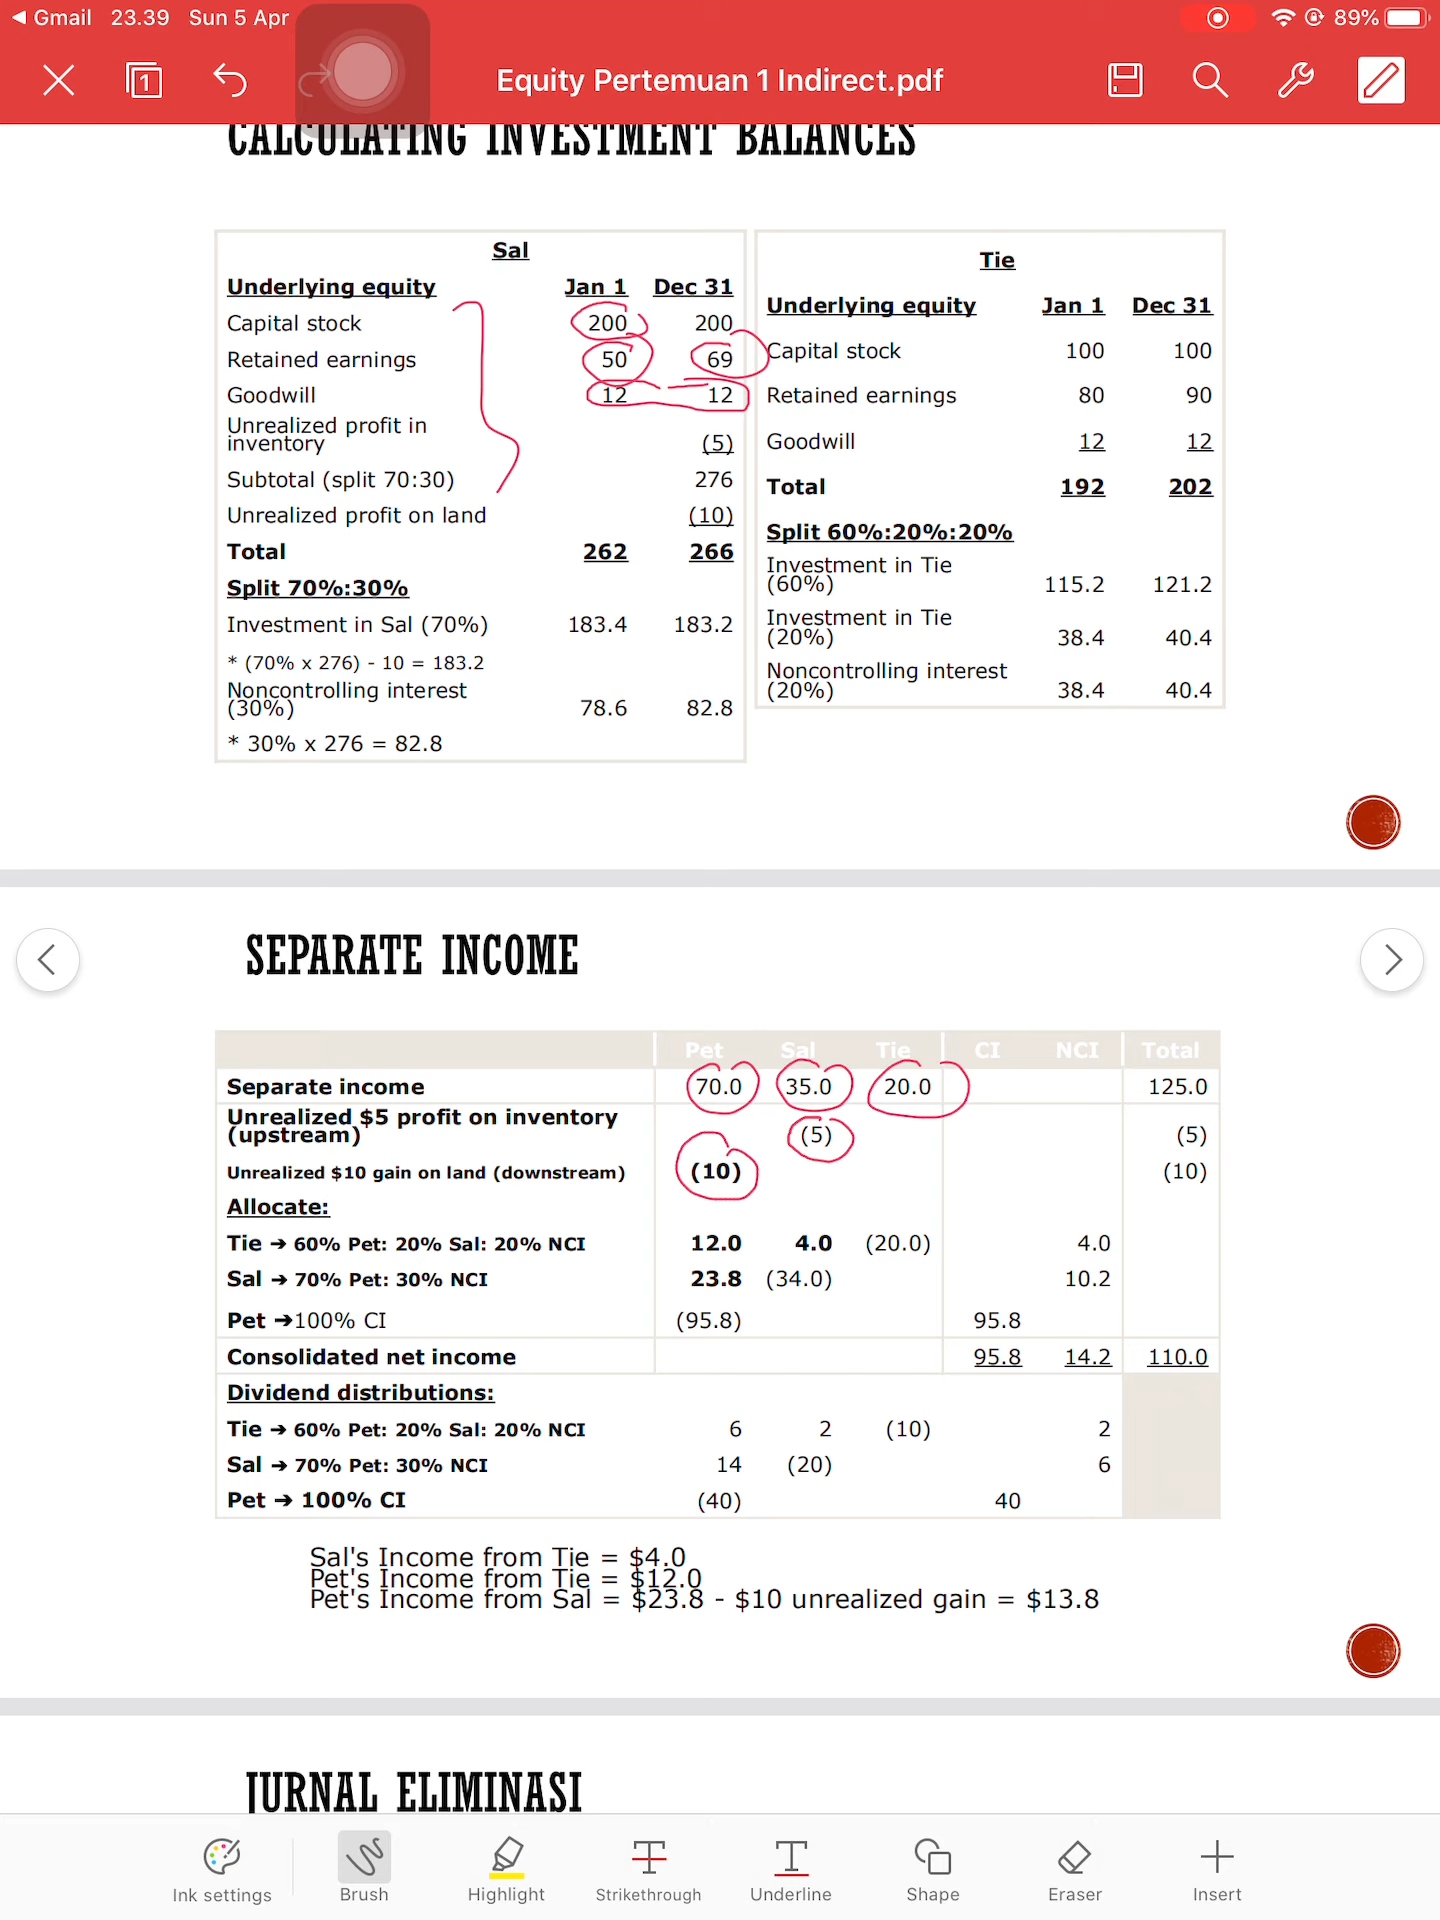 Gmail 23.39 Sun 5 Apr 89%
1 Equity Pertemuan 1 Indirect.pdf
CALCULATING INVESTMENT BALANCES
Sal
Underlying equity Jan 1 Dec 31
Capital stock 200 200
Retained earnings 50 69
Goodwill 12 12
Unrealized profit in
inventory (5)
Subtotal (split 70:30) 276
Unrealized profit on land (10)
Total 262 266
Split 70%:30%
Investment in Sal (70%) 183.4 183.2
* (70% x 276) - 10 = 183.2
Noncontrolling interest
(30%) 78.6 82.8
* 30% x 276 = 82.8
Tie
Underlying equity Jan 1 Dec 31
Capital stock 100 100
Retained earnings 80 90
Goodwill 12 12
Total 192 202
Split 60%:20%:20%
Investment in Tie
(60%) 115.2 121.2
Investment in Tie
(20%) 38.4 40.4
Noncontrolling interest
(20%) 38.4 40.4
SEPARATE INCOME
Pet Sal Tie CI NCI Total
Separate income 70.0 35.0 20.0 125.0
Unrealized $5 profit on inventory
(upstream) (5) (5)
Unrealized $10 gain on land (downstream) (10) (10)
Allocate:
Tie → 60% Pet: 20% Sal: 20% NCI 12.0 4.0 (20.0) 4.0
Sal → 70% Pet: 30% NCI 23.8 (34.0) 10.2
Pet →100% CI (95.8) 95.8
Consolidated net income 95.8 14.2 110.0
Dividend distributions:
Tie → 60% Pet: 20% Sal: 20% NCI 6 2 (10) 2
Sal → 70% Pet: 30% NCI 14 (20) 6
Pet → 100% CI (40) 40
Sal's Income from Tie = $4.0
Pet's Income from Tie = $12.0
Pet's Income from Sal = $23.8 - $10 unrealized gain = $13.8
JURNAL ELIMINASI
Ink settings Brush Highlight Strikethrough Underline Shape Eraser Insert